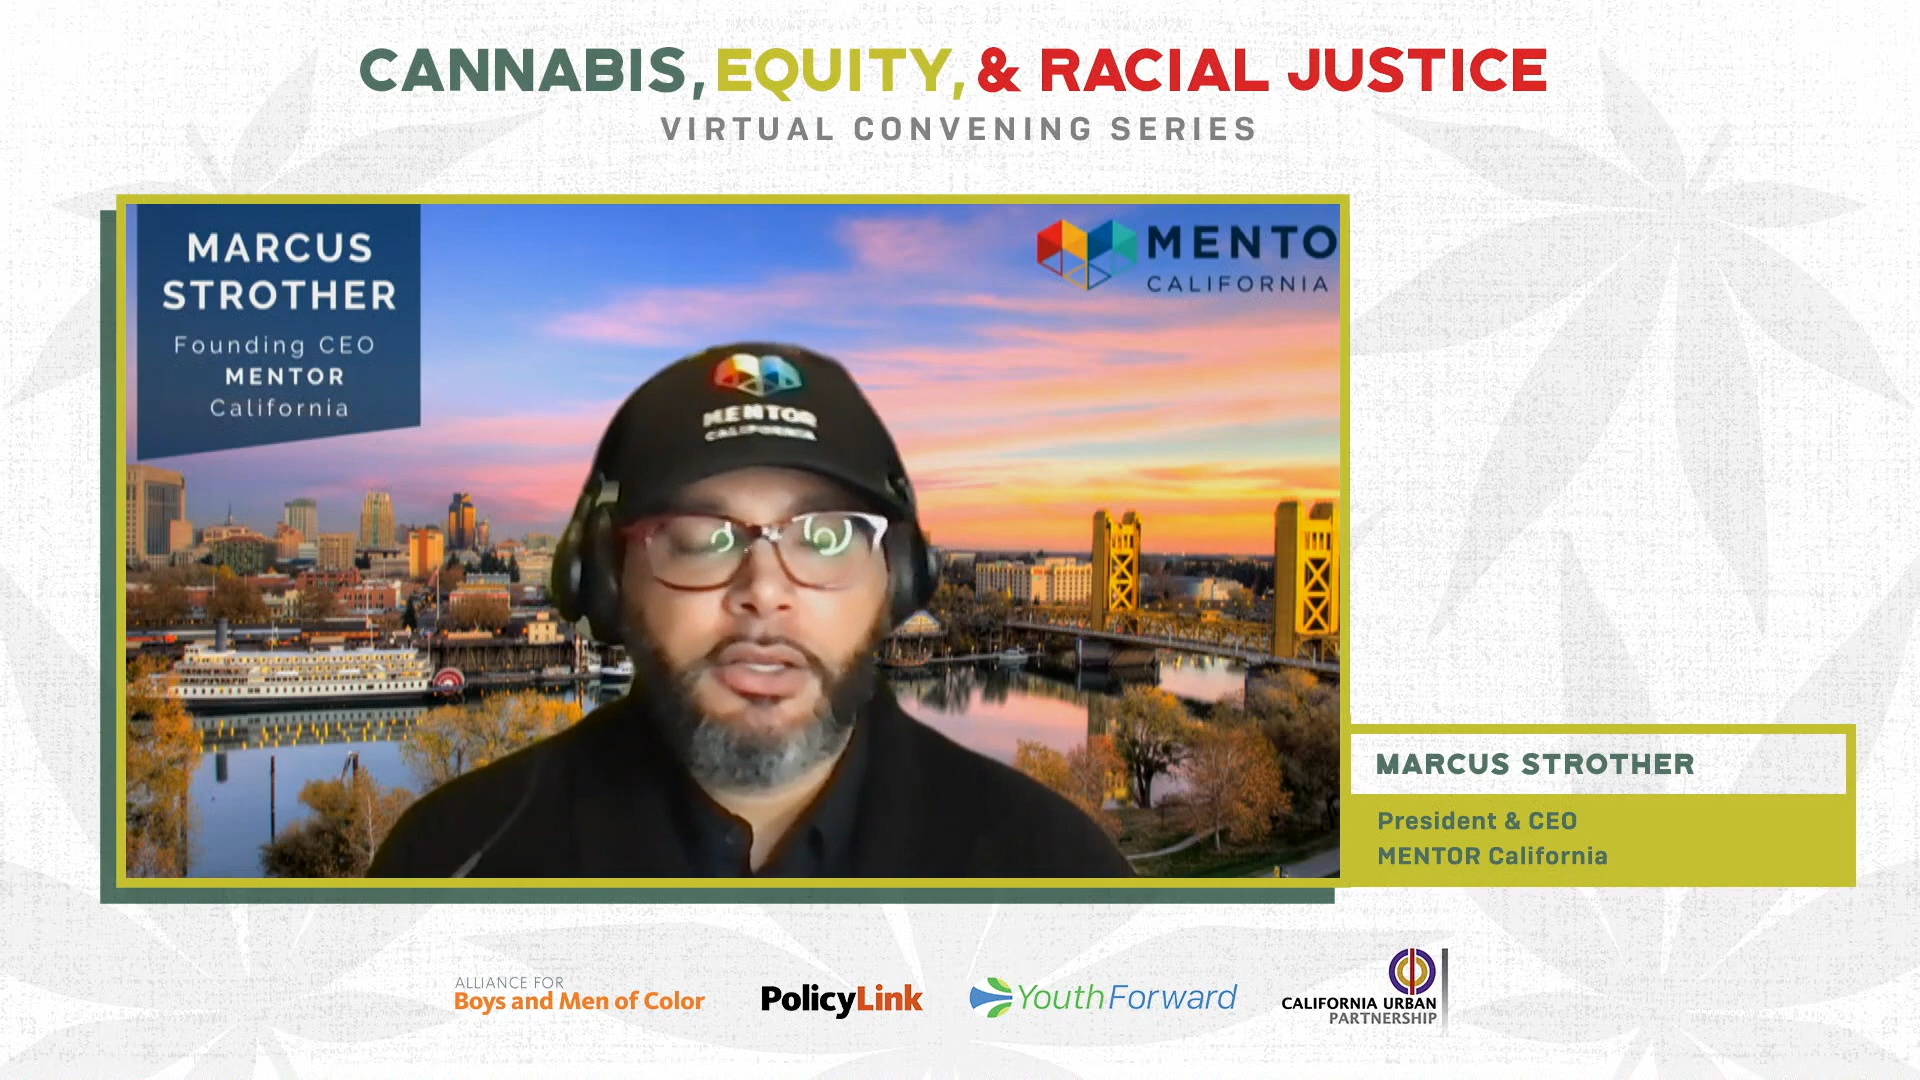 CANNABIS, EQUITY, & RACIAL JUSTICE
VIRTUAL CONVENING SERIES
MARCUS
STROTHER
Founding CEO
MENTOR
California
MENTO
CALIFORNIA
MENTOR
CALIFORNIA
MARCUS STROTHER
President & CEO
MENTOR California
ALLIANCE FOR
Boys and Men of Color
PolicyLink
YouthForward
CALIFORNIA URBAN
PARTNERSHIP